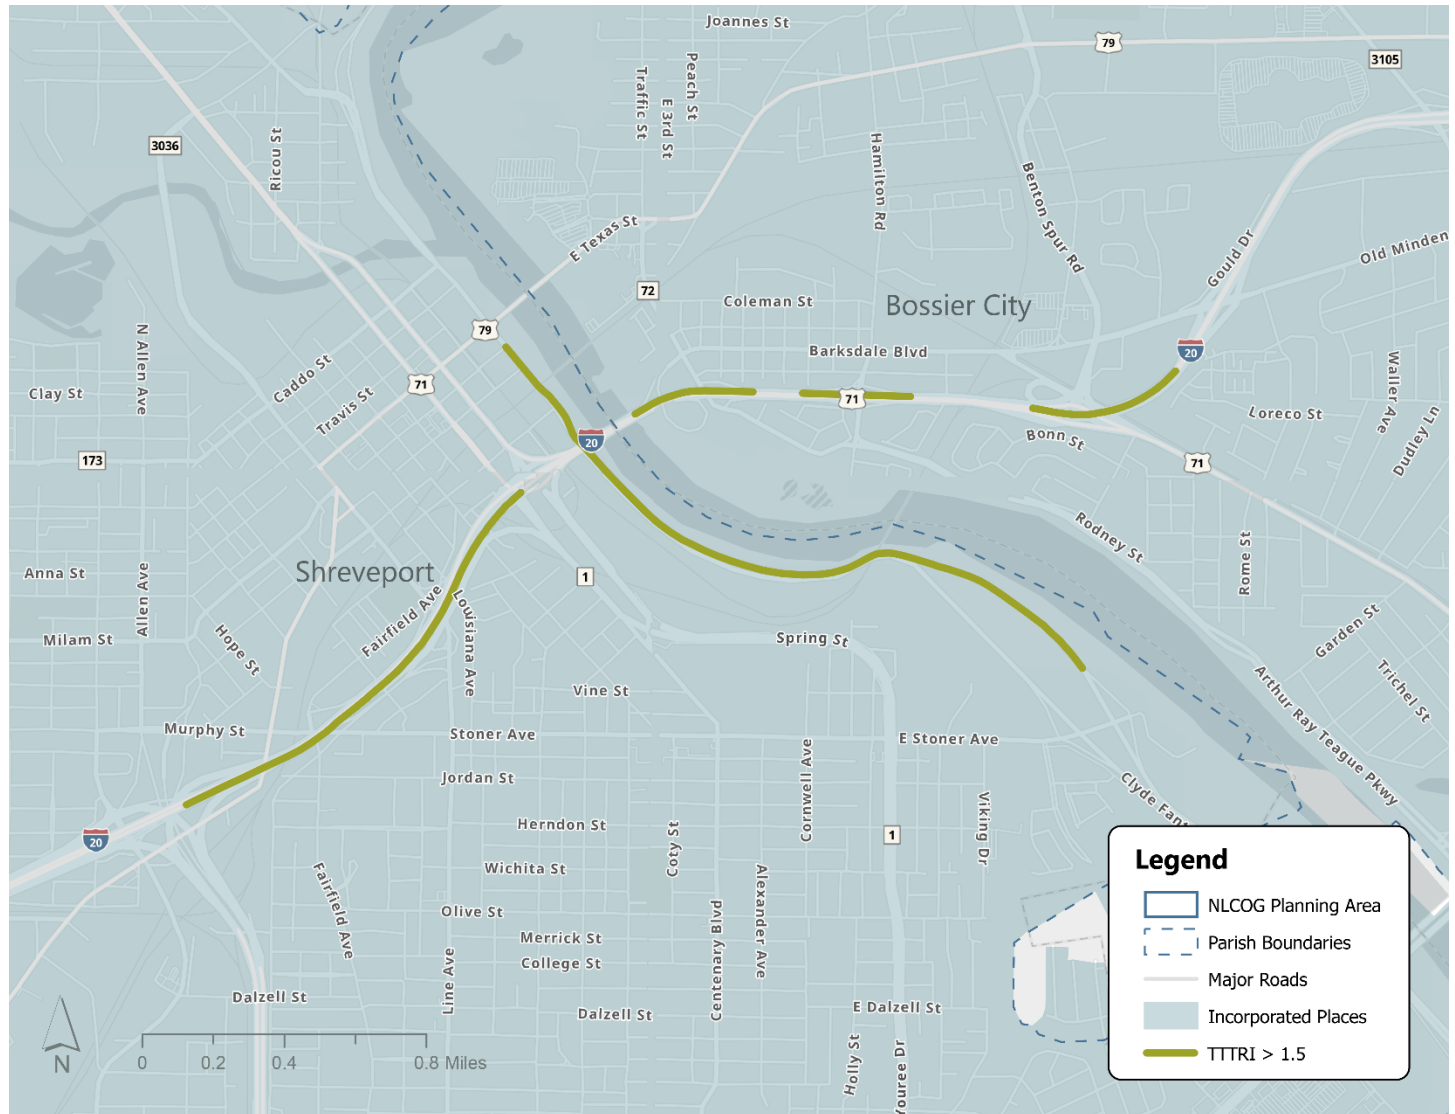 Joannes St
79
3105
Peach St
Traffic St
E 3rd St
3036
Ricou St
Hamilton Rd
Benton Spur Rd
E Texas St
Gould Dr
Old Minden
72
Coleman St
Bossier City
79
N Allen Ave
Caddo St
Barksdale Blvd
20
Waller Ave
Clay St
71
Travis St
71
Loreco St
Dudley Ln
20
Bonn St
173
71
Rodney St
Rome St
Anna St
Allen Ave
Shreveport
1
Fairfield Ave
Louisiana Ave
Milam St
Hope St
Spring St
Garden St
Trichel St
Vine St
Arthur Ray Teague Pkwy
Murphy St
Stoner Ave
E Stoner Ave
Jordan St
Cornwell Ave
Viking Dr
Clyde Fant
20
Herndon St
Coty St
1
Wichita St
Fairfield Ave
Alexander Ave
Olive St
Centenary Blvd
Merrick St
Line Ave
College St
Dalzell St
Dalzell St
E Dalzell St
Holly St
Youree Dr
N
0
0.2
0.4
0.8 Miles
Legend
NLCOG Planning Area
Parish Boundaries
Major Roads
Incorporated Places
TTTRI > 1.5